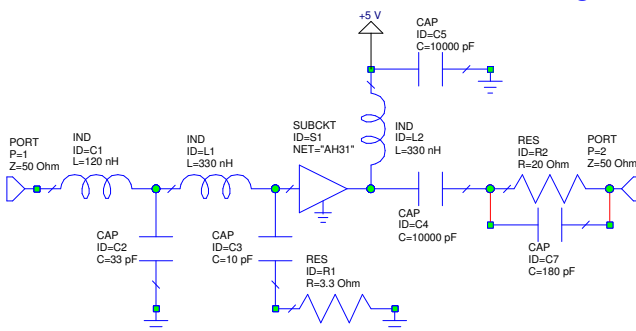 +5 V
CAP
ID=C5
C=10000 pF
SUBCKT
ID=S1
NET="AH31"
IND
ID=L2
L=330 nH
PORT
P=1
Z=50 Ohm
IND
ID=C1
L=120 nH
IND
ID=L1
L=330 nH
RES
ID=R2
R=20 Ohm
PORT
P=2
Z=50 Ohm
CAP
ID=C4
C=10000 pF
CAP
ID=C2
C=33 pF
CAP
ID=C3
C=10 pF
RES
ID=R1
R=3.3 Ohm
CAP
ID=C7
C=180 pF